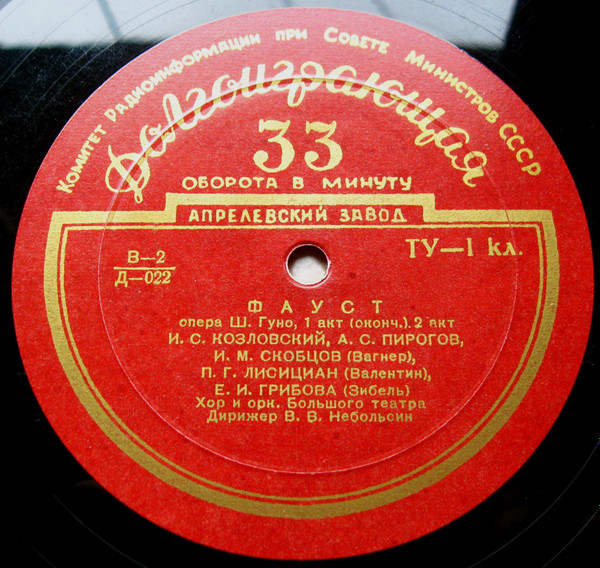 Комитет Радиоинформации при Совете Министров СССР
Долгоиграющая
33
ОБОРОТА В МИНУТУ
АПРЕЛЕВСКИЙ ЗАВОД
В—2
Д—022
ТУ—1 кл.
ФАУСТ
опера Ш. Гуно, 1 акт (оконч.). 2 акт
И. С. КОЗЛОВСКИЙ, А. С. ПИРОГОВ,
И. М. СКОБЦОВ (Вагнер),
П. Г. ЛИСИЦИАН (Валентин),
Е. И. ГРИБОВА (Зибель)
Хор и орк. Большого театра
Дирижер В. В. Небольсин